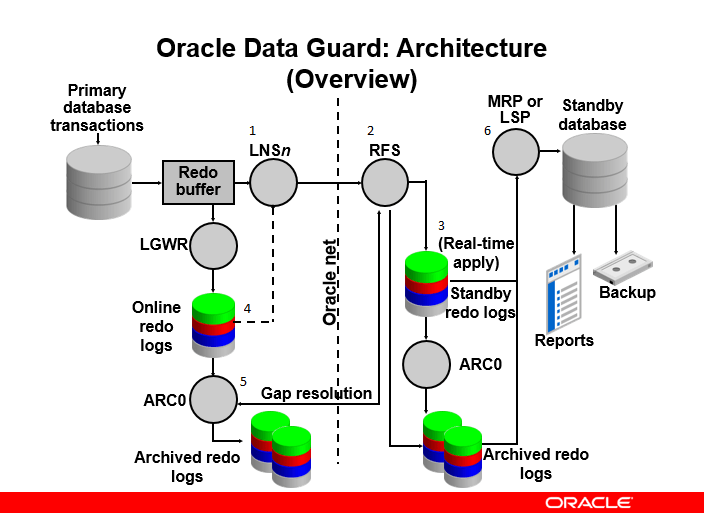 Oracle Data Guard: Architecture
(Overview)
Primary
database
transactions
1
LNSn
2
RFS
MRP or
LSP
6
Standby
database
Redo
buffer
LGWR
3
(Real-time
apply)
Oracle net
Online
redo
logs
4
Standby
redo logs
Backup
Reports
ARC0
5
Gap resolution
ARC0
Archived redo
logs
Archived redo
logs
ORACLE